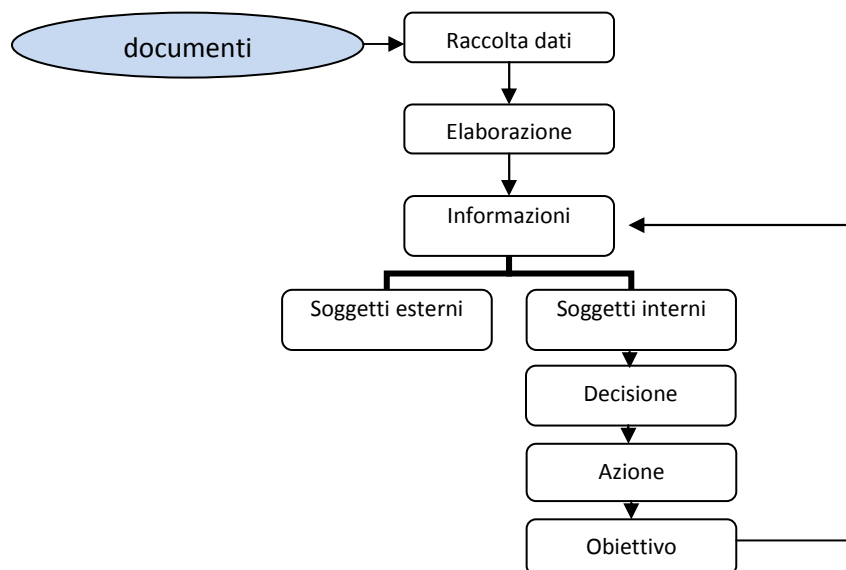 documenti
Raccolta dati
Elaborazione
Informazioni
Soggetti esterni
Soggetti interni
Decisione
Azione
Obiettivo